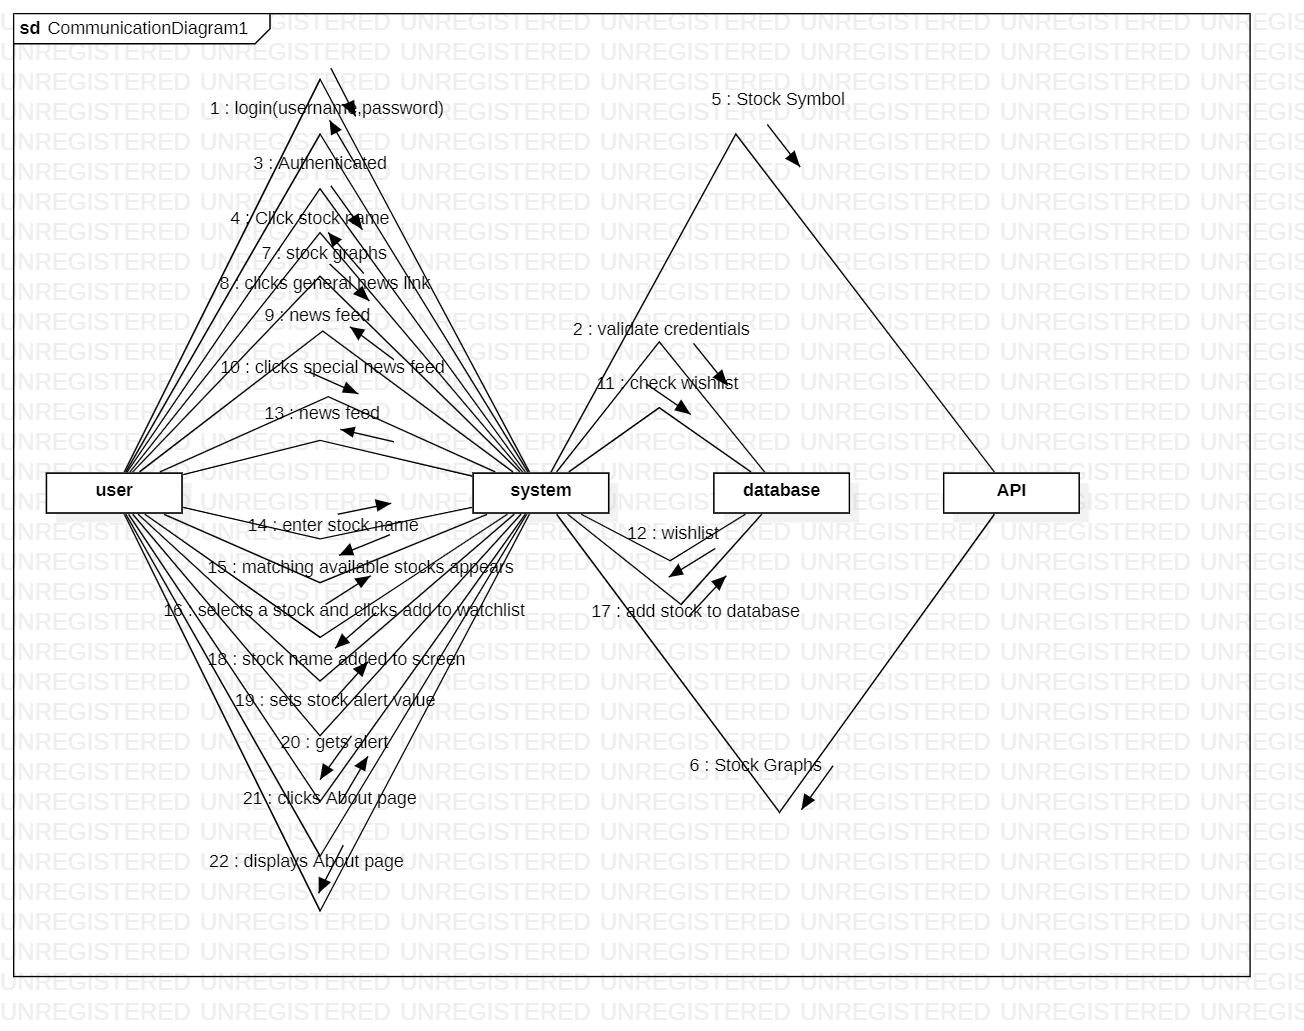 sd CommunicationDiagram1
1 : login(username,password)
5 : Stock Symbol
3 : Authenticated
4 : Click stock name
7 : stock graphs
8 : clicks general news link
9 : news feed
2 : validate credentials
10 : clicks special news feed
11 : check wishlist
13 : news feed
user
system
database
API
14 : enter stock name
12 : wishlist
15 : matching available stocks appears
16 : selects a stock and clicks add to watchlist
17 : add stock to database
18 : stock name added to screen
19 : sets stock alert value
20 : gets alert
6 : Stock Graphs
21 : clicks About page
22 : displays About page
UNREGISTERED